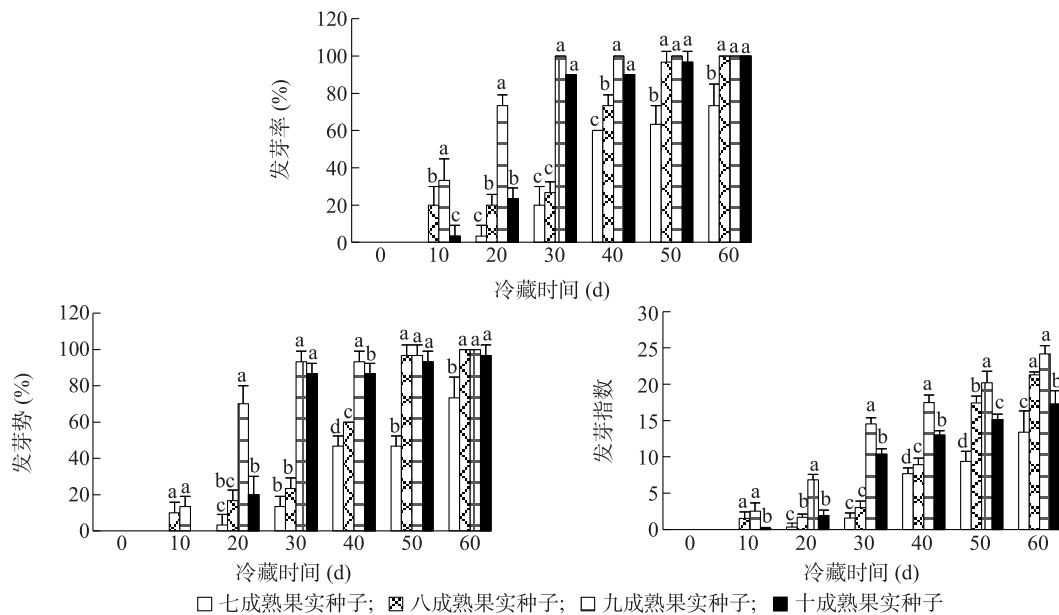 发芽率 (%)
120
100
80
60
40
20
0
b a c
c b a b
c c a a
c b a a
b a a a
b a a a
0 10 20 30 40 50 60
冷藏时间 (d)
发芽势 (%)
120
100
80
60
40
20
0
a a
c bc a b
b b a a
d c a b
b a a a
b a a a
0 10 20 30 40 50 60
冷藏时间 (d)
发芽指数
30
25
20
15
10
5
0
a a b
c b a b
c c a b
d c a b
d b a c
c a a b
0 10 20 30 40 50 60
冷藏时间 (d)
七成熟果实种子; 八成熟果实种子; 九成熟果实种子; 十成熟果实种子